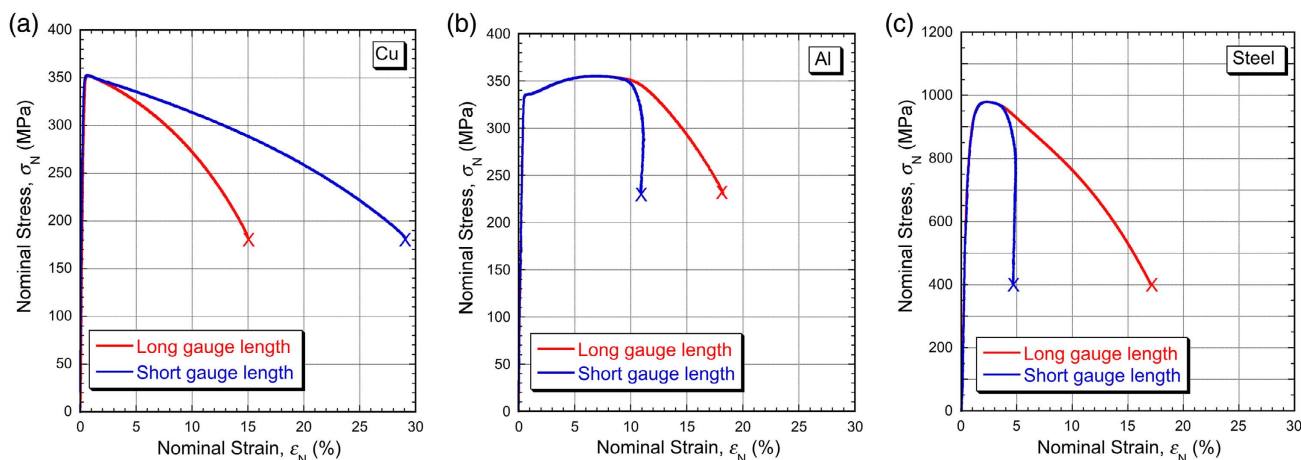 (a)
400
350
300
250
200
150
100
50
0
Nominal Stress, σN (MPa)
Cu
Long gauge length
Short gauge length
0 5 10 15 20 25 30
Nominal Strain, εN (%)
(b)
400
350
300
250
200
150
100
50
0
Nominal Stress, σN (MPa)
Al
Long gauge length
Short gauge length
0 5 10 15 20 25 30
Nominal Strain, εN (%)
(c)
1200
1000
800
600
400
200
0
Nominal Stress, σN (MPa)
Steel
Long gauge length
Short gauge length
0 5 10 15 20 25 30
Nominal Strain, εN (%)